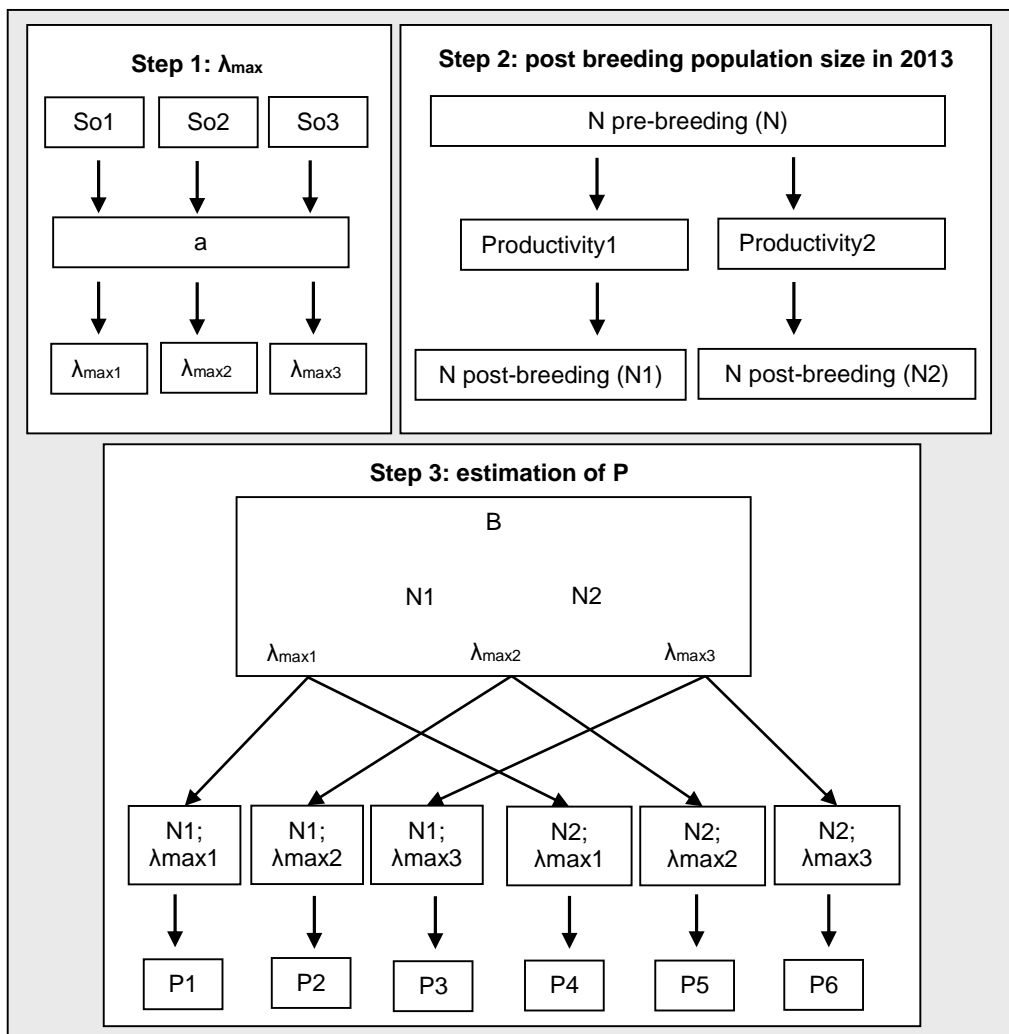 Step 1: λmax
So1 So2 So3
a
λmax1 λmax2 λmax3
Step 2: post breeding population size in 2013
N pre-breeding (N)
Productivity1 Productivity2
N post-breeding (N1) N post-breeding (N2)
Step 3: estimation of P
B
N1 N2
λmax1 λmax2 λmax3
N1;
λmax1
N1;
λmax2
N1;
λmax3
N2;
λmax1
N2;
λmax2
N2;
λmax3
P1 P2 P3 P4 P5 P6